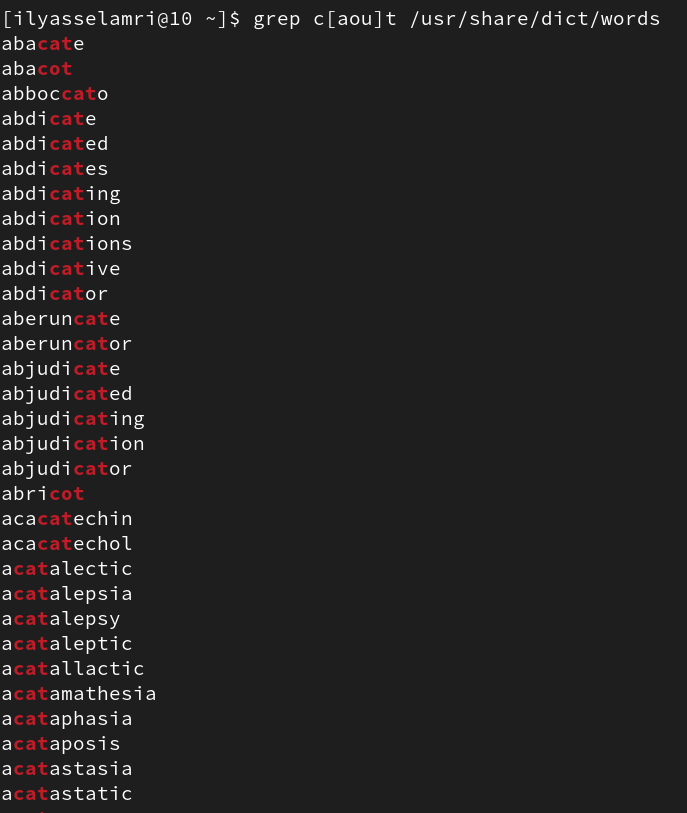 [ilyasselamri@10 ~]$ grep c[aou]t /usr/share/dict/words
abacate
abacot
abboccato
abdicate
abdicated
abdicates
abdicating
abdication
abdications
abdicative
abdicator
aberuncate
aberuncator
abjudicate
abjudicated
abjudicating
abjudication
abjudicator
abricot
acacatechin
acacatechol
acatalectic
acatalepsia
acatalepsy
acataleptic
acatallactic
acatamathesia
acataphasia
acataposis
acatastasia
acatastatic